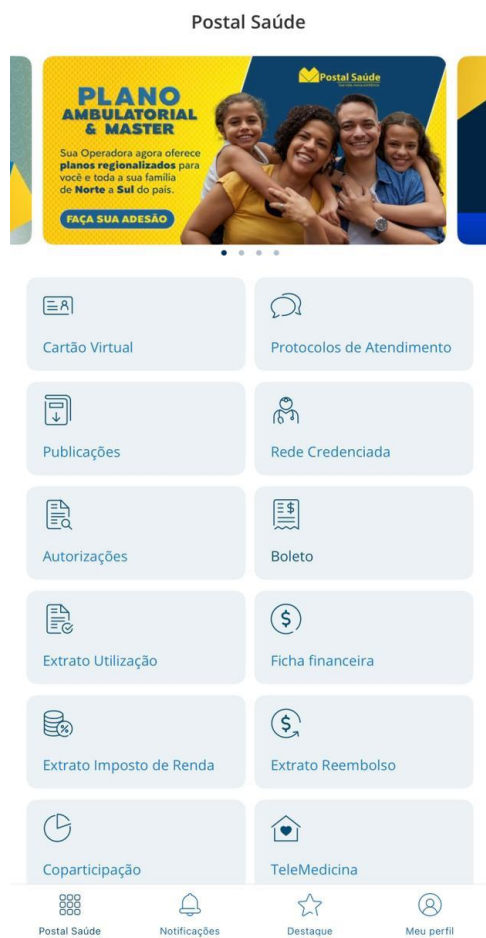 Postal Saúde
Postal Saúde
PLANO
AMBULATORIAL
& MASTER
Sua Operadora agora oferece
planos regionalizados para
você e toda a sua família
de Norte a Sul do país.
FAÇA SUA ADESÃO
Cartão Virtual
Protocolos de Atendimento
Publicações
Rede Credenciada
Autorizações
Boleto
Extrato Utilização
Ficha financeira
Extrato Imposto de Renda
Extrato Reembolso
Coparticipação
TeleMedicina
Postal Saúde
Notificações
Destaque
Meu perfil